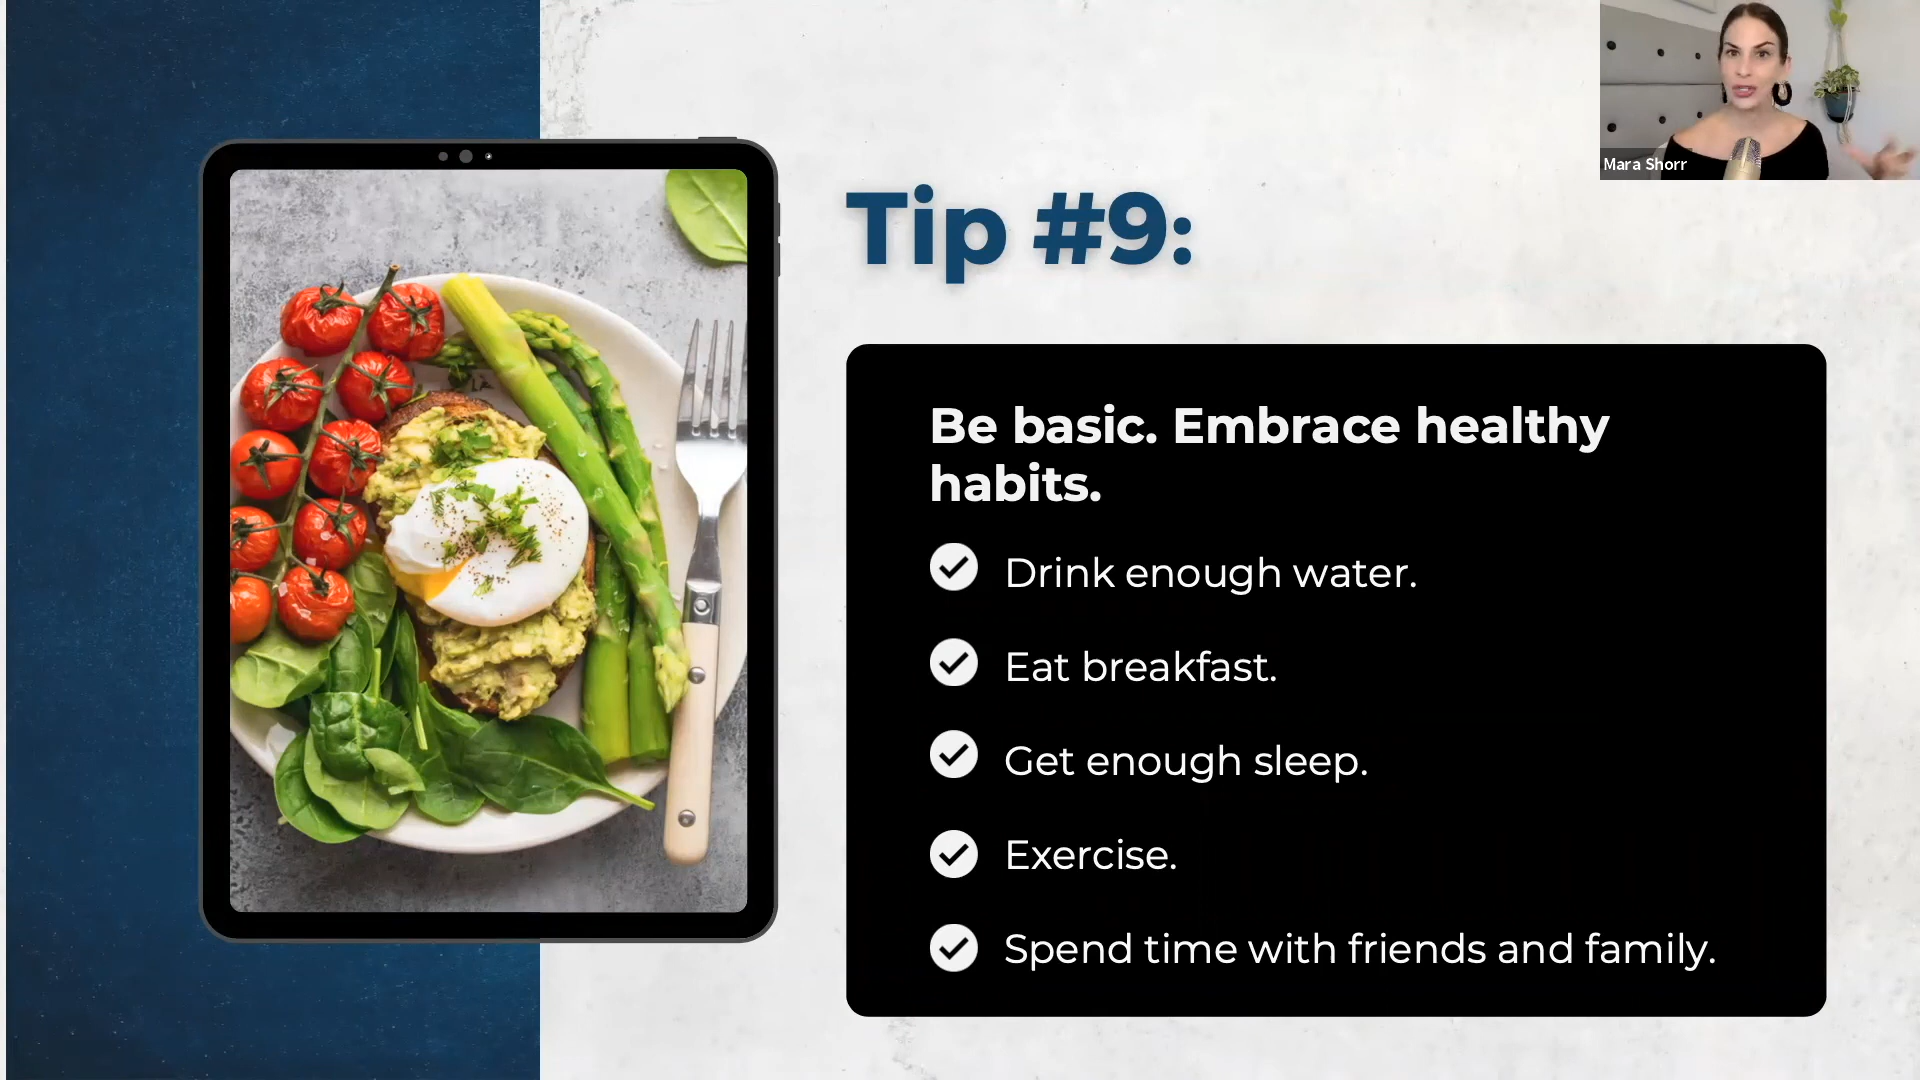 Mara Shorr
Tip #9:
Be basic. Embrace healthy
habits.
Drink enough water.
Eat breakfast.
Get enough sleep.
Exercise.
Spend time with friends and family.